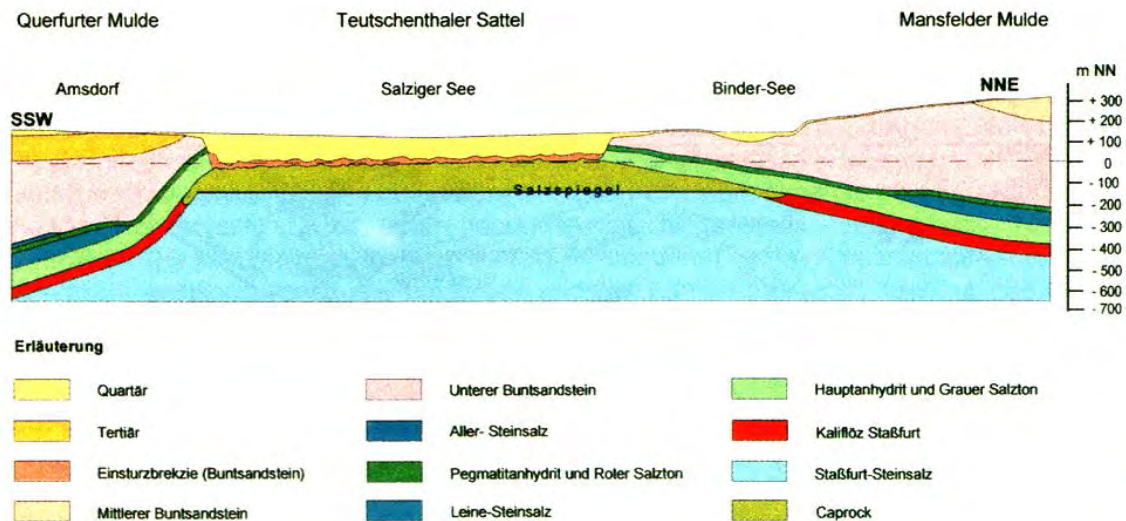 Querfurter Mulde Teutschenthaler Sattel Mansfelder Mulde
m NN
Amsdorf Salziger See Binder-See NNE
SSW
+ 300
+ 200
+ 100
0
- 100
Salzspiegel
- 200
- 300
- 400
- 500
- 600
- 700
Erläuterung
Quartär Unterer Buntsandstein Hauptanhydrit und Grauer Salzton
Tertiär Aller- Steinsalz Kaliflöz Staßfurt
Einsturzbrekzie (Buntsandstein) Pegmatitanhydrit und Roter Salzton Staßfurt-Steinsalz
Mittlerer Buntsandstein Leine-Steinsalz Caprock